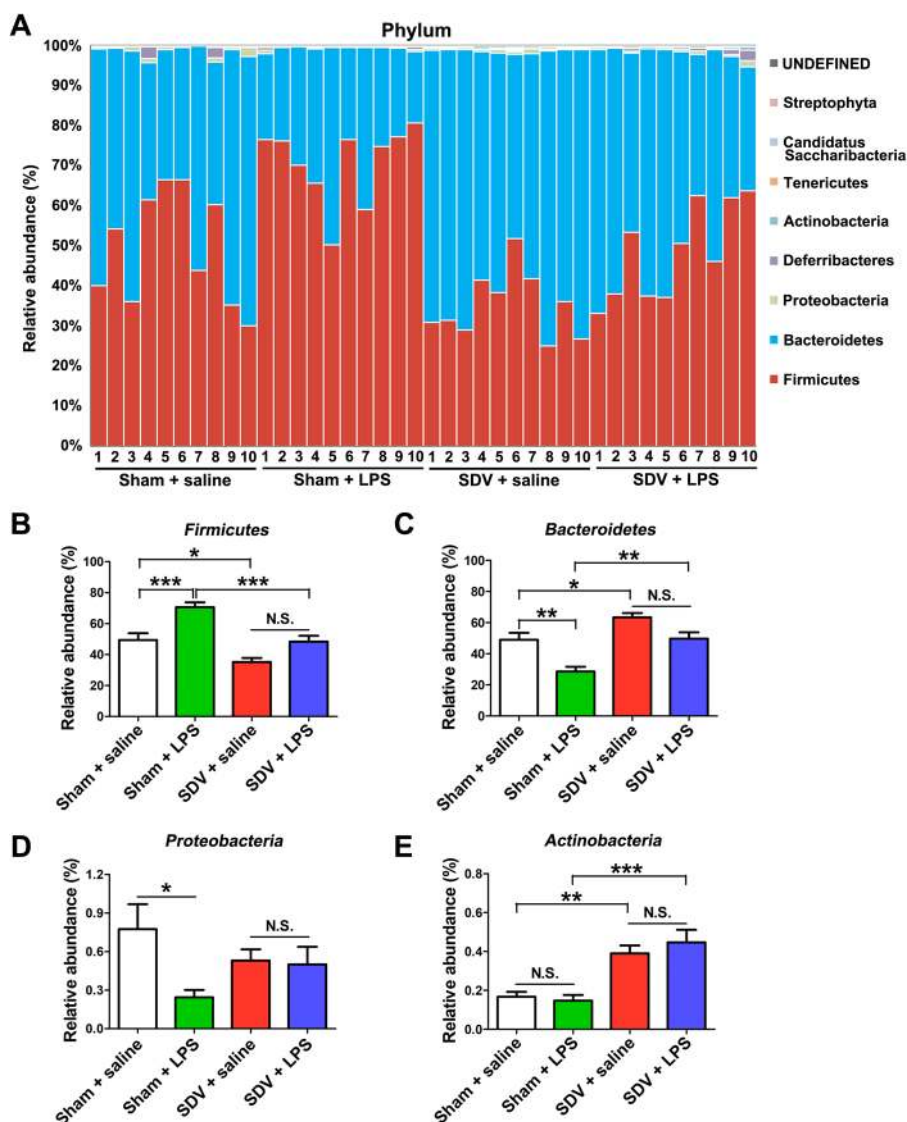 A
Phylum
Relative abundance (%)
100%
90%
80%
70%
60%
50%
40%
30%
20%
10%
0%
1 2 3 4 5 6 7 8 9 10 1 2 3 4 5 6 7 8 9 10 1 2 3 4 5 6 7 8 9 10 1 2 3 4 5 6 7 8 9 10
Sham + saline Sham + LPS SDV + saline SDV + LPS
UNDEFINED
Streptophyta
Candidatus
Saccharibacteria
Tenericutes
Actinobacteria
Deferribacteres
Proteobacteria
Bacteroidetes
Firmicutes
B
Firmicutes
Relative abundance (%)
100
80
60
40
20
0
*
*** ***
N.S.
Sham + saline
Sham + LPS
SDV + saline
SDV + LPS
C
Bacteroidetes
Relative abundance (%)
100
80
60
40
20
0
**
*
N.S.
**
Sham + saline
Sham + LPS
SDV + saline
SDV + LPS
D
Proteobacteria
Relative abundance (%)
1.2
0.9
0.6
0.3
0.0
*
N.S.
Sham + saline
Sham + LPS
SDV + saline
SDV + LPS
E
Actinobacteria
Relative abundance (%)
0.8
0.6
0.4
0.2
0.0
***
**
N.S.
N.S.
Sham + saline
Sham + LPS
SDV + saline
SDV + LPS